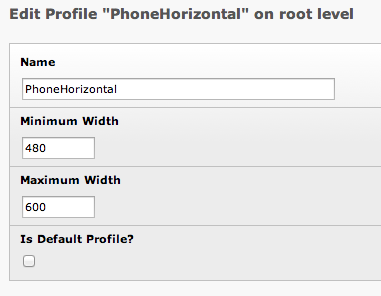 Edit Profile "PhoneHorizontal" on root level
Name
PhoneHorizontal
Minimum Width
480
Maximum Width
600
Is Default Profile?